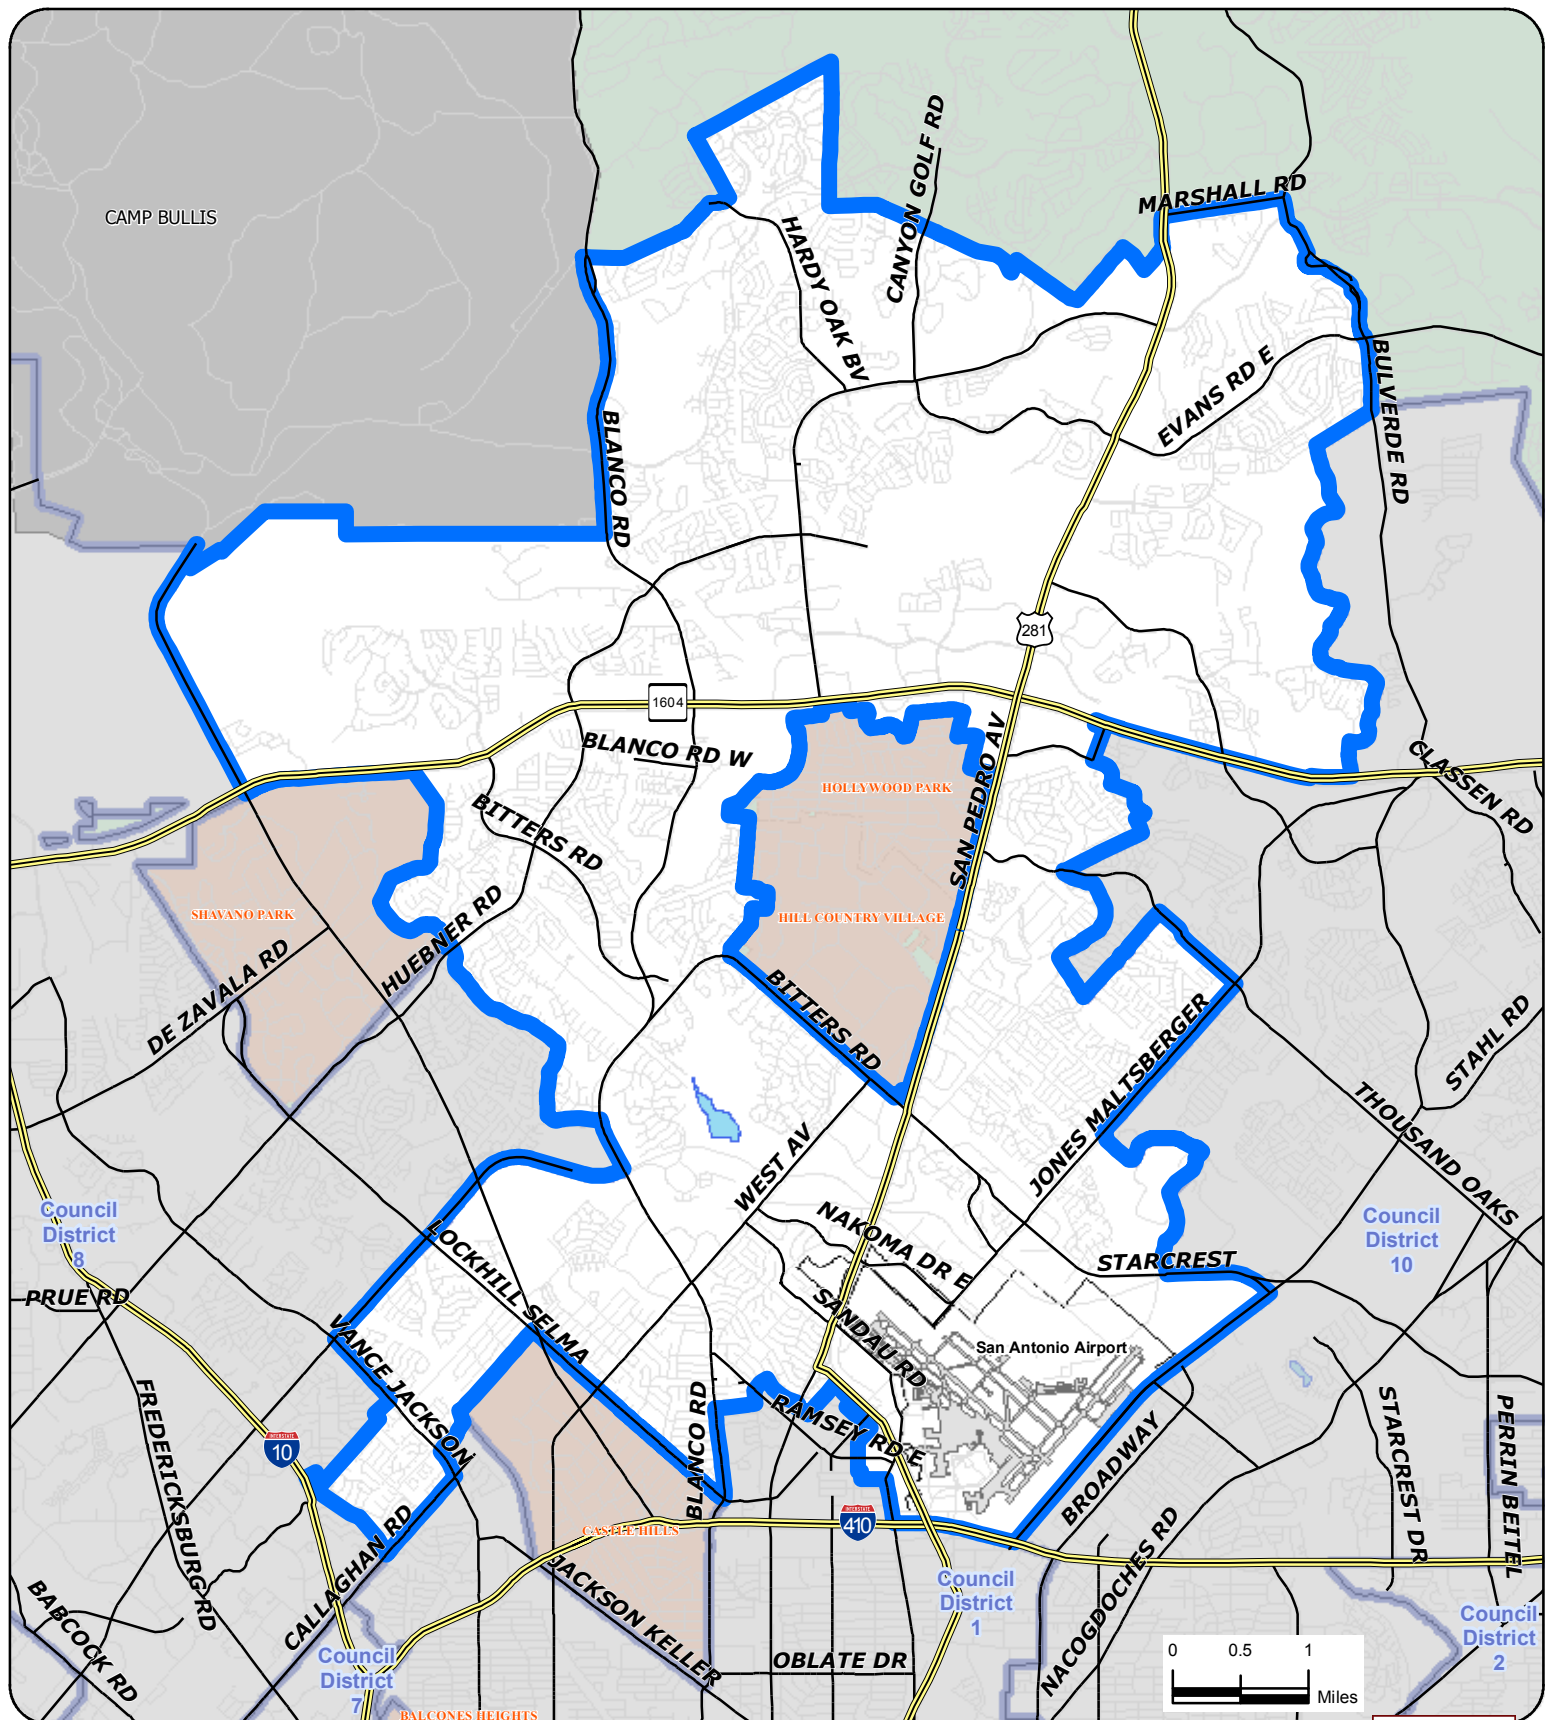 CANYON GOLF RD
MARSHALL RD
CAMP BULLIS
HARDY OAK BV
BULVERDE RD
EVANS RD E
BLANCO RD
281
1604
SAN PEDRO AV
BLANCO RD W
CLASSEN RD
HOLLYWOOD PARK
BITTERS RD
SHAVANO PARK
HUEBNER RD
HILL COUNTRY VILLAGE
DE ZAVALA RD
BITTERS RD
JONES MALTSBERGER
STAHL RD
THOUSAND OAKS
WEST AV
Council
District
8
Council
District
10
NAKOMA DR E
STARCREST
LOCKHILL SELMA
PRUE RD
SANDAU RD
San Antonio Airport
VANCE JACKSON
FREDERICKSBURG RD
BLANCO RD
RAMSEY RD E
STARCREST DR
PERRIN BEITEL
INTERSTATE
10
BROADWAY
INTERSTATE
410
CASTLE HILLS
CALLAGHAN RD
NACOGDOCHES RD
JACKSON KELLER
BABCOCK RD
Council
District
1
Council
District
2
Council
District
7
OBLATE DR
0 0.5 1
Miles
BALCONES HEIGHTS